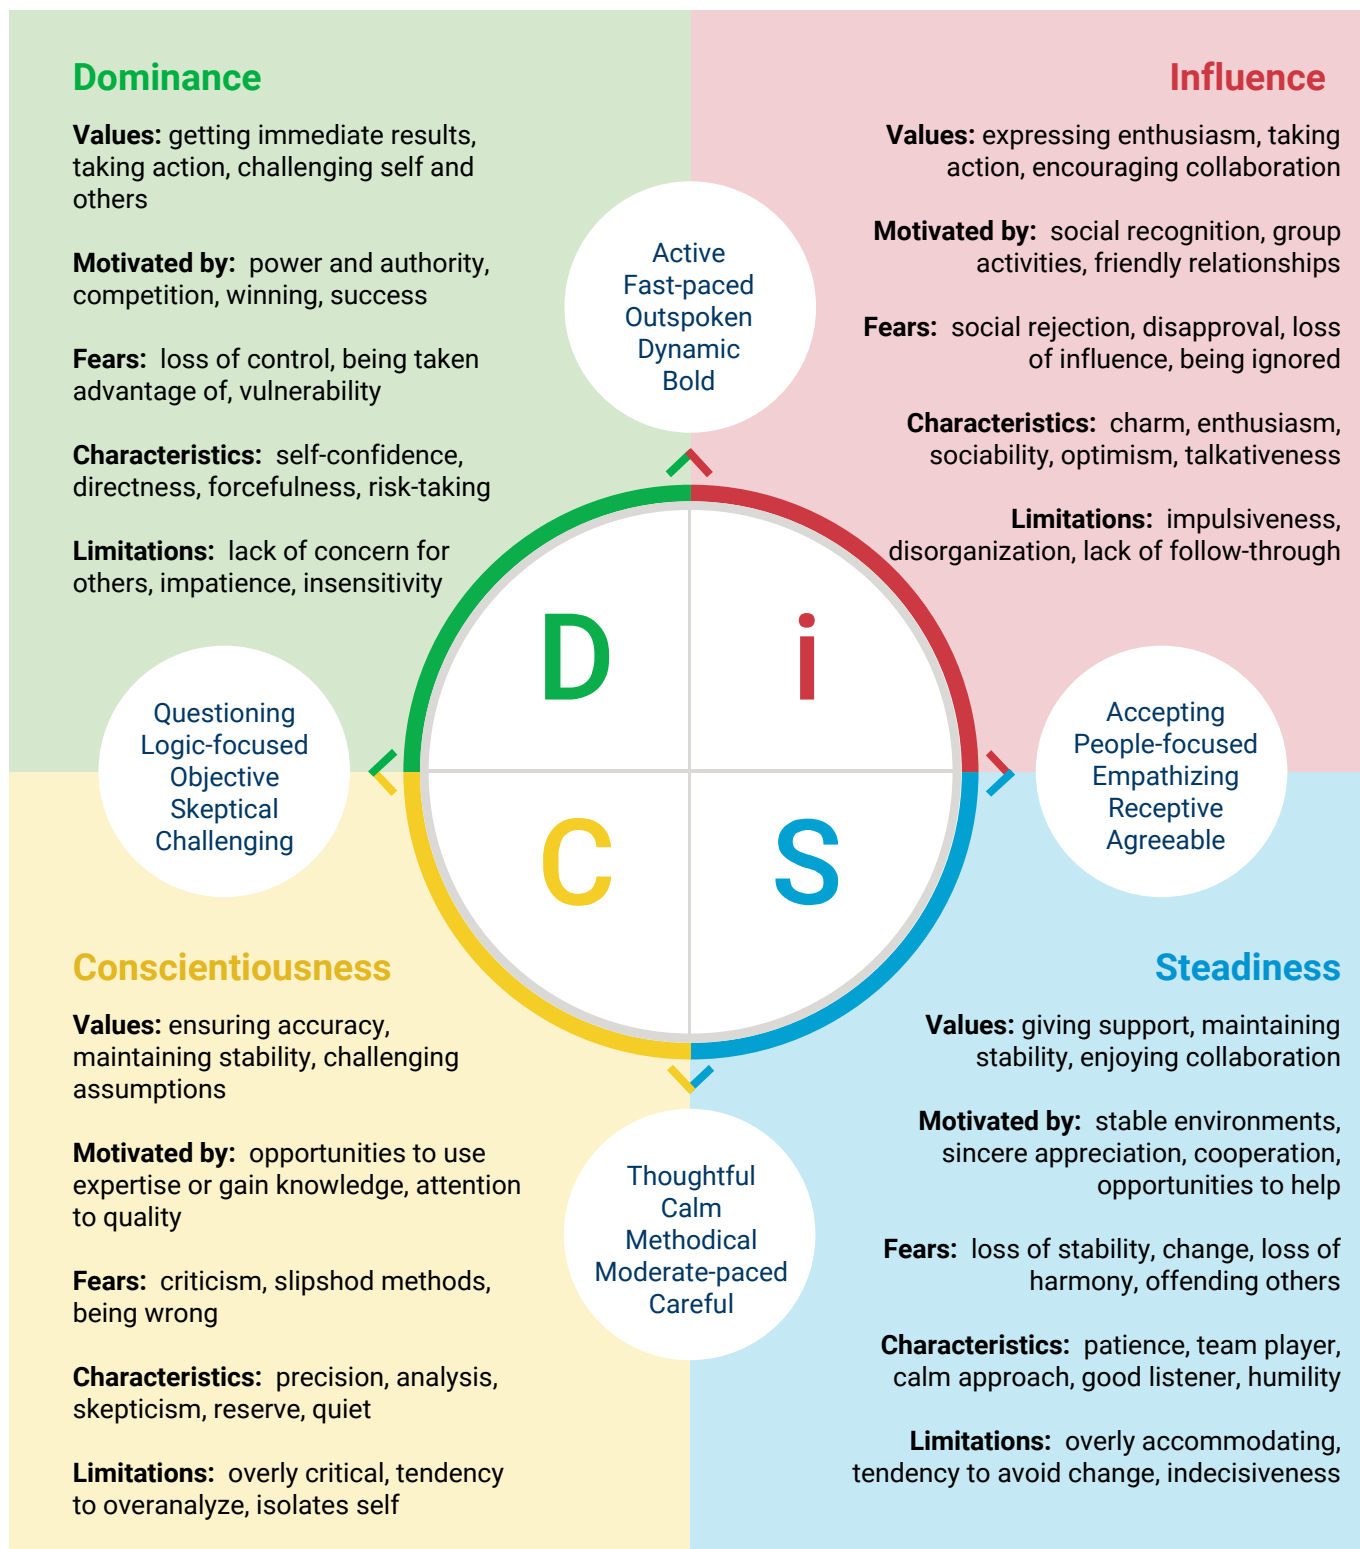 Dominance
Values: getting immediate results,
taking action, challenging self and
others
Motivated by: power and authority,
competition, winning, success
Fears: loss of control, being taken
advantage of, vulnerability
Characteristics: self-confidence,
directness, forcefulness, risk-taking
Limitations: lack of concern for
others, impatience, insensitivity
Influence
Values: expressing enthusiasm, taking
action, encouraging collaboration
Motivated by: social recognition, group
activities, friendly relationships
Fears: social rejection, disapproval, loss
of influence, being ignored
Characteristics: charm, enthusiasm,
sociability, optimism, talkativeness
Limitations: impulsiveness,
disorganization, lack of follow-through
Active
Fast-paced
Outspoken
Dynamic
Bold
D
i
Questioning
Logic-focused
Objective
Skeptical
Challenging
Accepting
People-focused
Empathizing
Receptive
Agreeable
C
S
Conscientiousness
Values: ensuring accuracy,
maintaining stability, challenging
assumptions
Motivated by: opportunities to use
expertise or gain knowledge, attention
to quality
Fears: criticism, slipshod methods,
being wrong
Characteristics: precision, analysis,
skepticism, reserve, quiet
Limitations: overly critical, tendency
to overanalyze, isolates self
Thoughtful
Calm
Methodical
Moderate-paced
Careful
Steadiness
Values: giving support, maintaining
stability, enjoying collaboration
Motivated by: stable environments,
sincere appreciation, cooperation,
opportunities to help
Fears: loss of stability, change, loss of
harmony, offending others
Characteristics: patience, team player,
calm approach, good listener, humility
Limitations: overly accommodating,
tendency to avoid change, indecisiveness